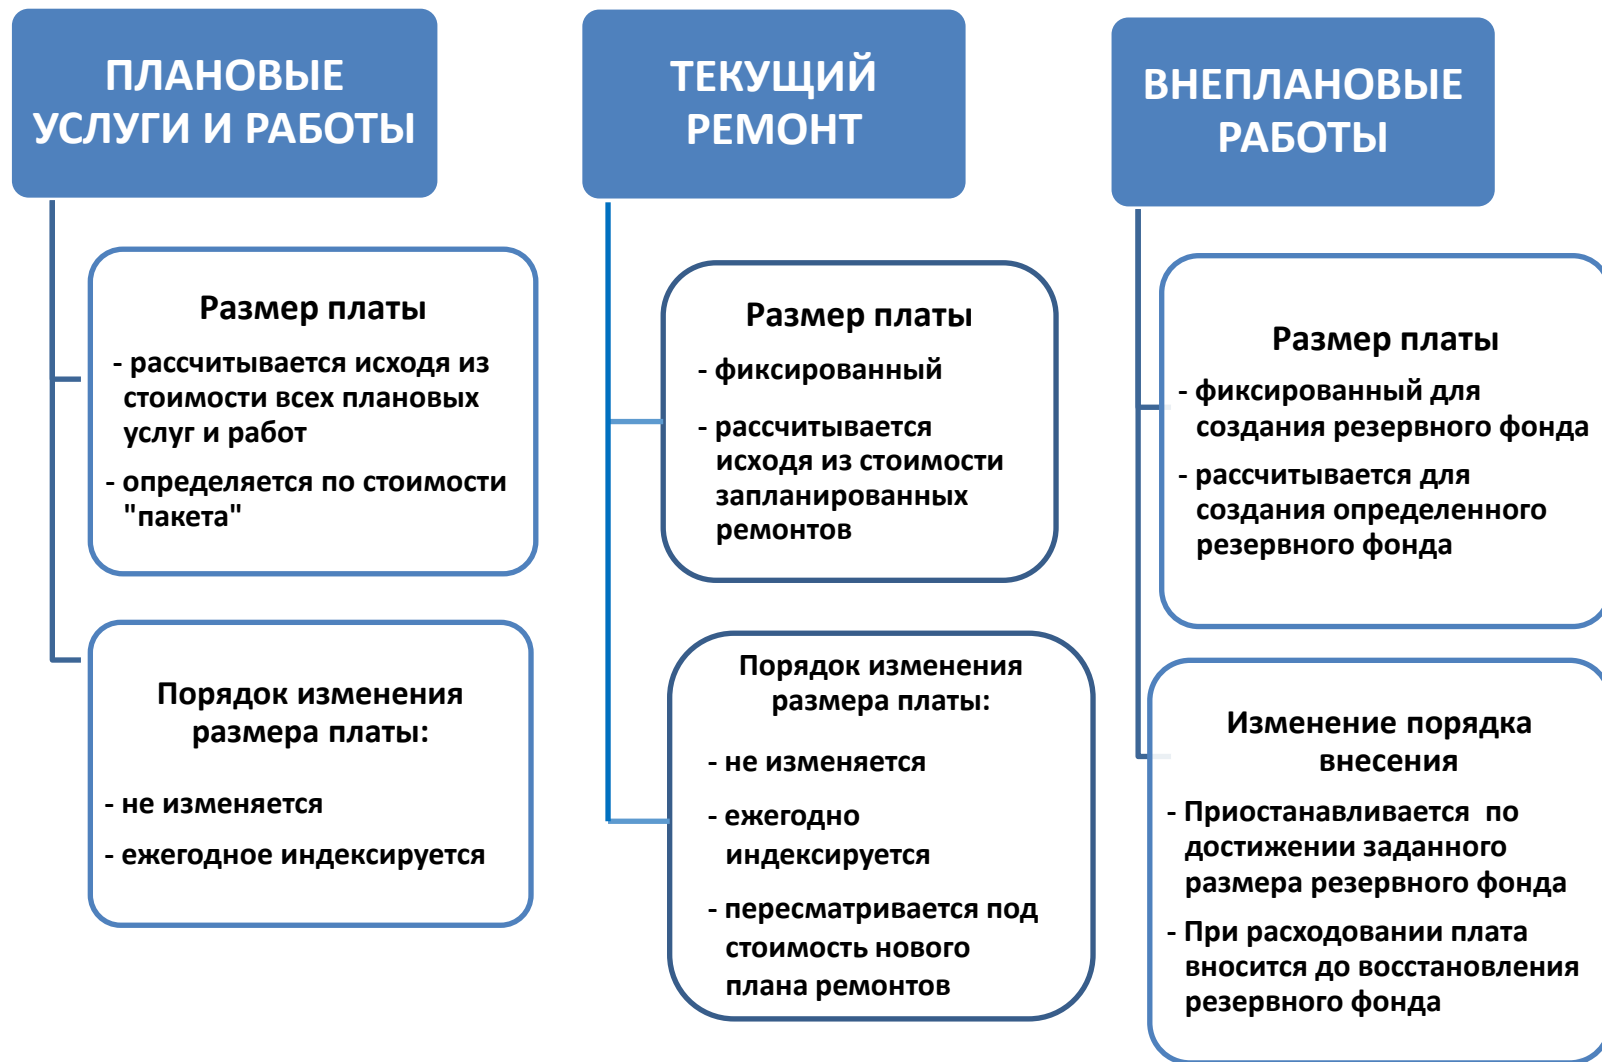 ПЛАНОВЫЕ
УСЛУГИ И РАБОТЫ
Размер платы
- рассчитывается исходя из
стоимости всех плановых
услуг и работ
- определяется по стоимости
"пакета"
Порядок изменения
размера платы:
- не изменяется
- ежегодное индексируется
ТЕКУЩИЙ
РЕМОНТ
Размер платы
- фиксированный
- рассчитывается
исходя из стоимости
запланированных
ремонтов
Порядок изменения
размера платы:
- не изменяется
- ежегодно
индексируется
- пересматривается под
стоимость нового
плана ремонтов
ВНЕПЛАНОВЫЕ
РАБОТЫ
Размер платы
- фиксированный для
создания резервного фонда
- рассчитывается для
создания определенного
резервного фонда
Изменение порядка
внесения
- Приостанавливается по
достижении заданного
размера резервного фонда
- При расходовании плата
вносится до восстановления
резервного фонда